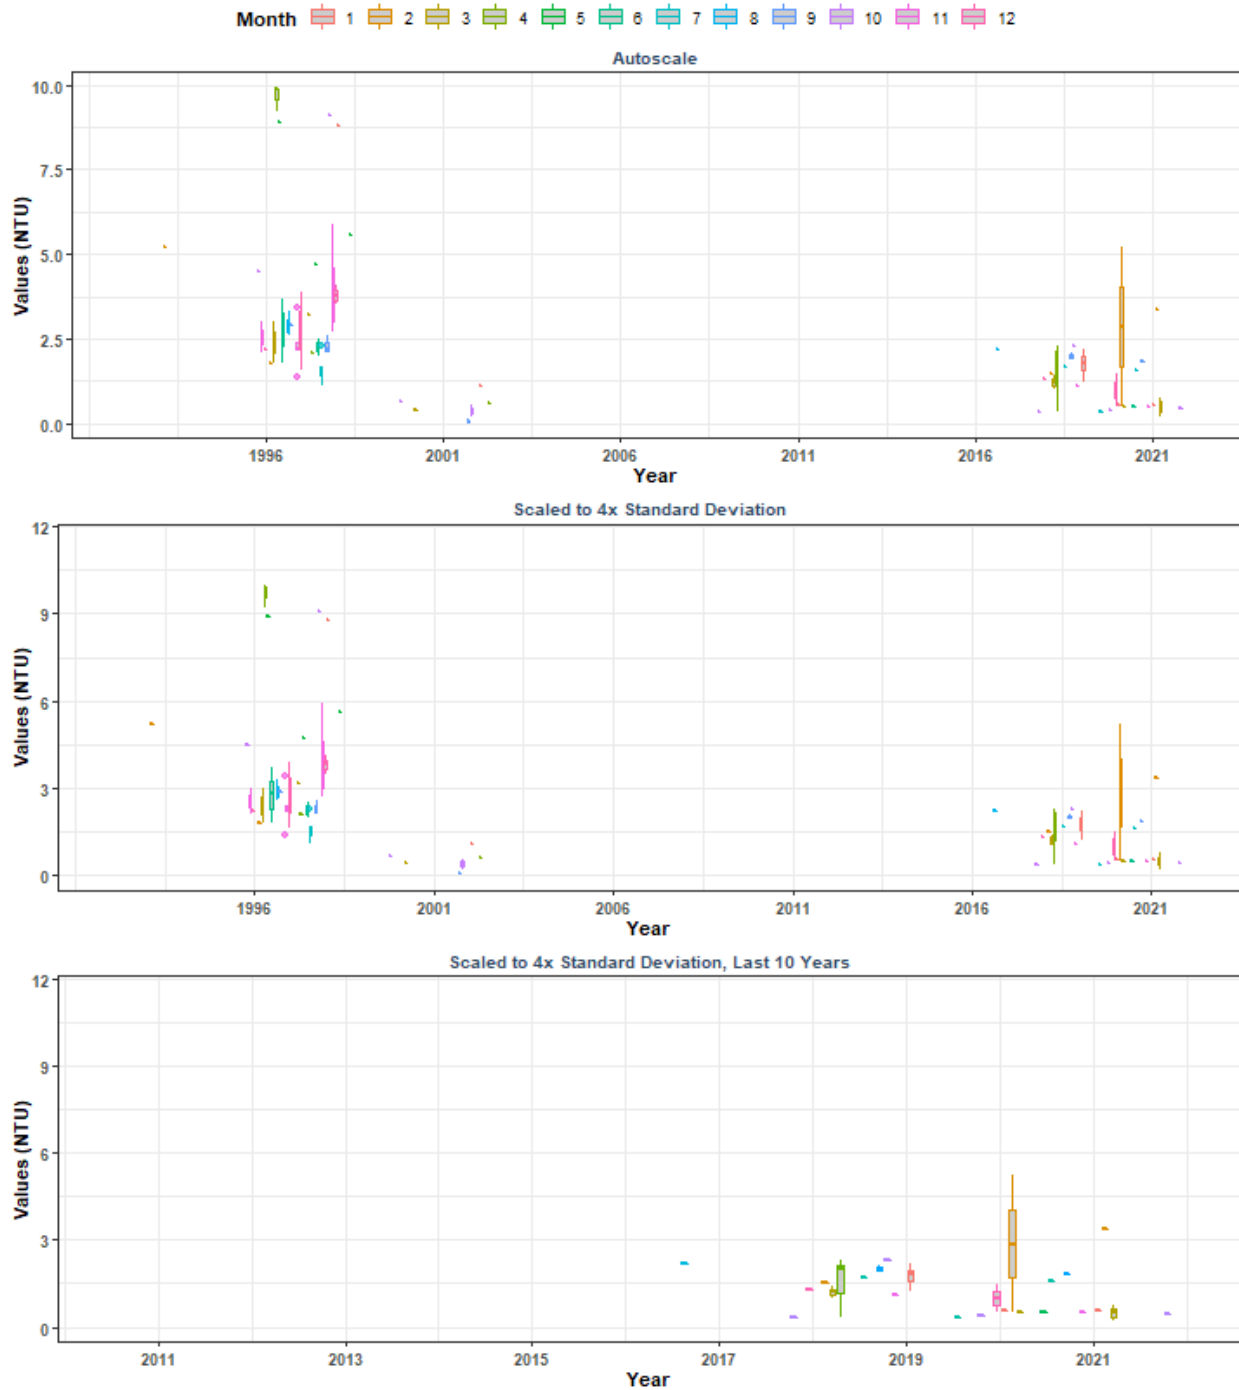 Month 1 2 3 4 5 6 7 8 9 10 11 12
Autoscale
Values (NTU)
10.0
7.5
5.0
2.5
0.0
1996 2001 2006 2011 2016 2021
Year
Scaled to 4x Standard Deviation
Values (NTU)
12
9
6
3
0
1996 2001 2006 2011 2016 2021
Year
Scaled to 4x Standard Deviation, Last 10 Years
Values (NTU)
12
9
6
3
0
2011 2013 2015 2017 2019 2021
Year